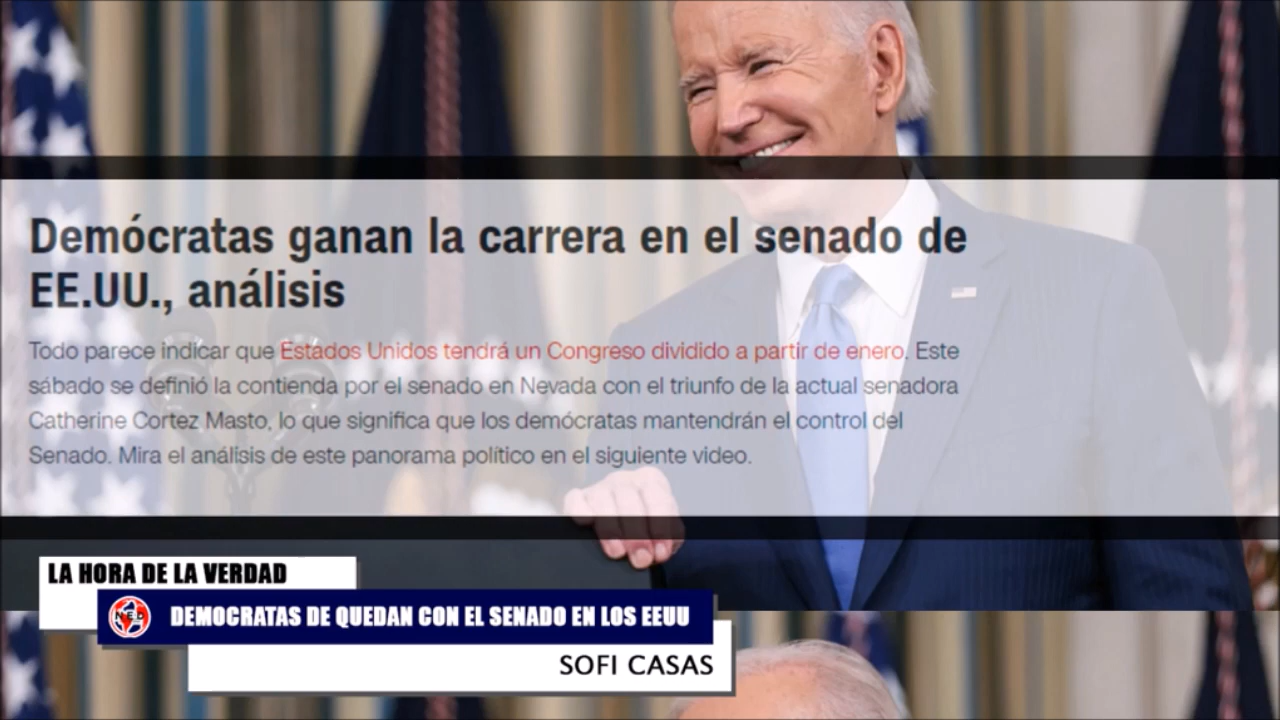 Demócratas ganan la carrera en el senado de
EE.UU., análisis
Todo parece indicar que Estados Unidos tendrá un Congreso dividido a partir de enero. Este
sábado se definió la contienda por el senado en Nevada con el triunfo de la actual senadora
Catherine Cortez Masto, lo que significa que los demócratas mantendrán el control del
Senado. Mira el análisis de este panorama político en el siguiente video.
LA HORA DE LA VERDAD
DEMOCRATAS DE QUEDAN CON EL SENADO EN LOS EEUU
SOFI CASAS